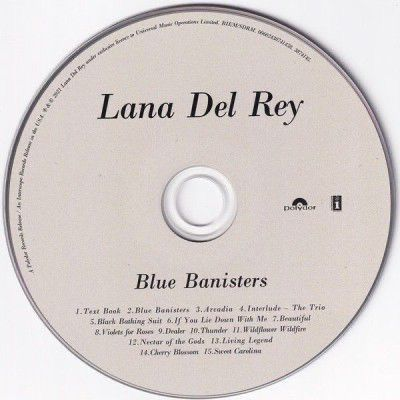 A Polydor Records Release / An Interscope Records Release in the U.S.A. ℗ & © 2021 Lana Del Rey under exclusive licence to Universal Music Operations Limited. BIEM/SDRM.
Lana Del Rey
polydor
i
Blue Banisters
1.Text Book 2.Blue Banisters 3.Arcadia 4.Interlude – The Trio
5.Black Bathing Suit 6.If You Lie Down With Me 7.Beautiful
8.Violets for Roses 9.Dealer 10.Thunder 11.Wildflower Wildfire
12.Nectar of the Gods 13.Living Legend
14.Cherry Blossom 15.Sweet Carolina